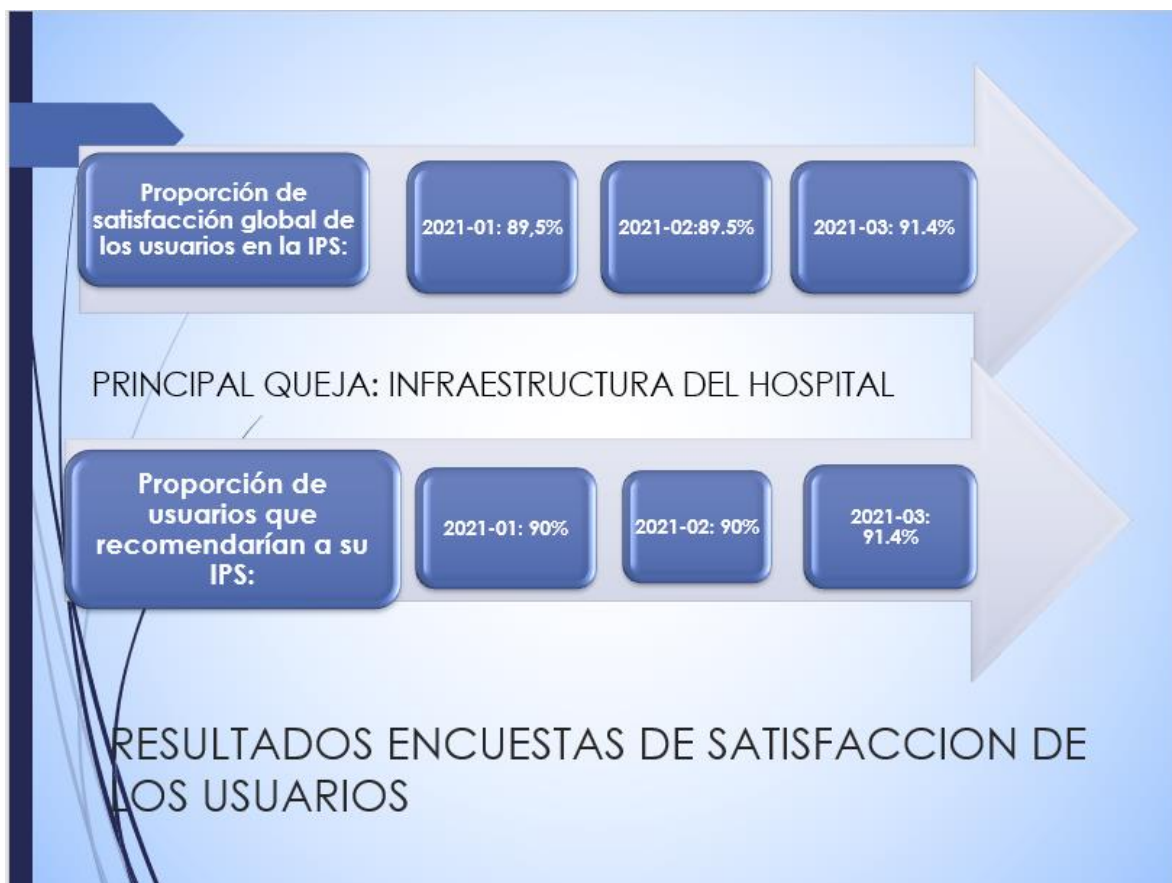 Proporción de
satisfacción global de
los usuarios en la IPS:
2021-01: 89,5%
2021-02:89.5%
2021-03: 91.4%
PRINCIPAL QUEJA: INFRAESTRUCTURA DEL HOSPITAL
Proporción de
usuarios que
recomendarían a su
IPS:
2021-01: 90%
2021-02: 90%
2021-03:
91.4%
RESULTADOS ENCUESTAS DE SATISFACCION DE
LOS USUARIOS